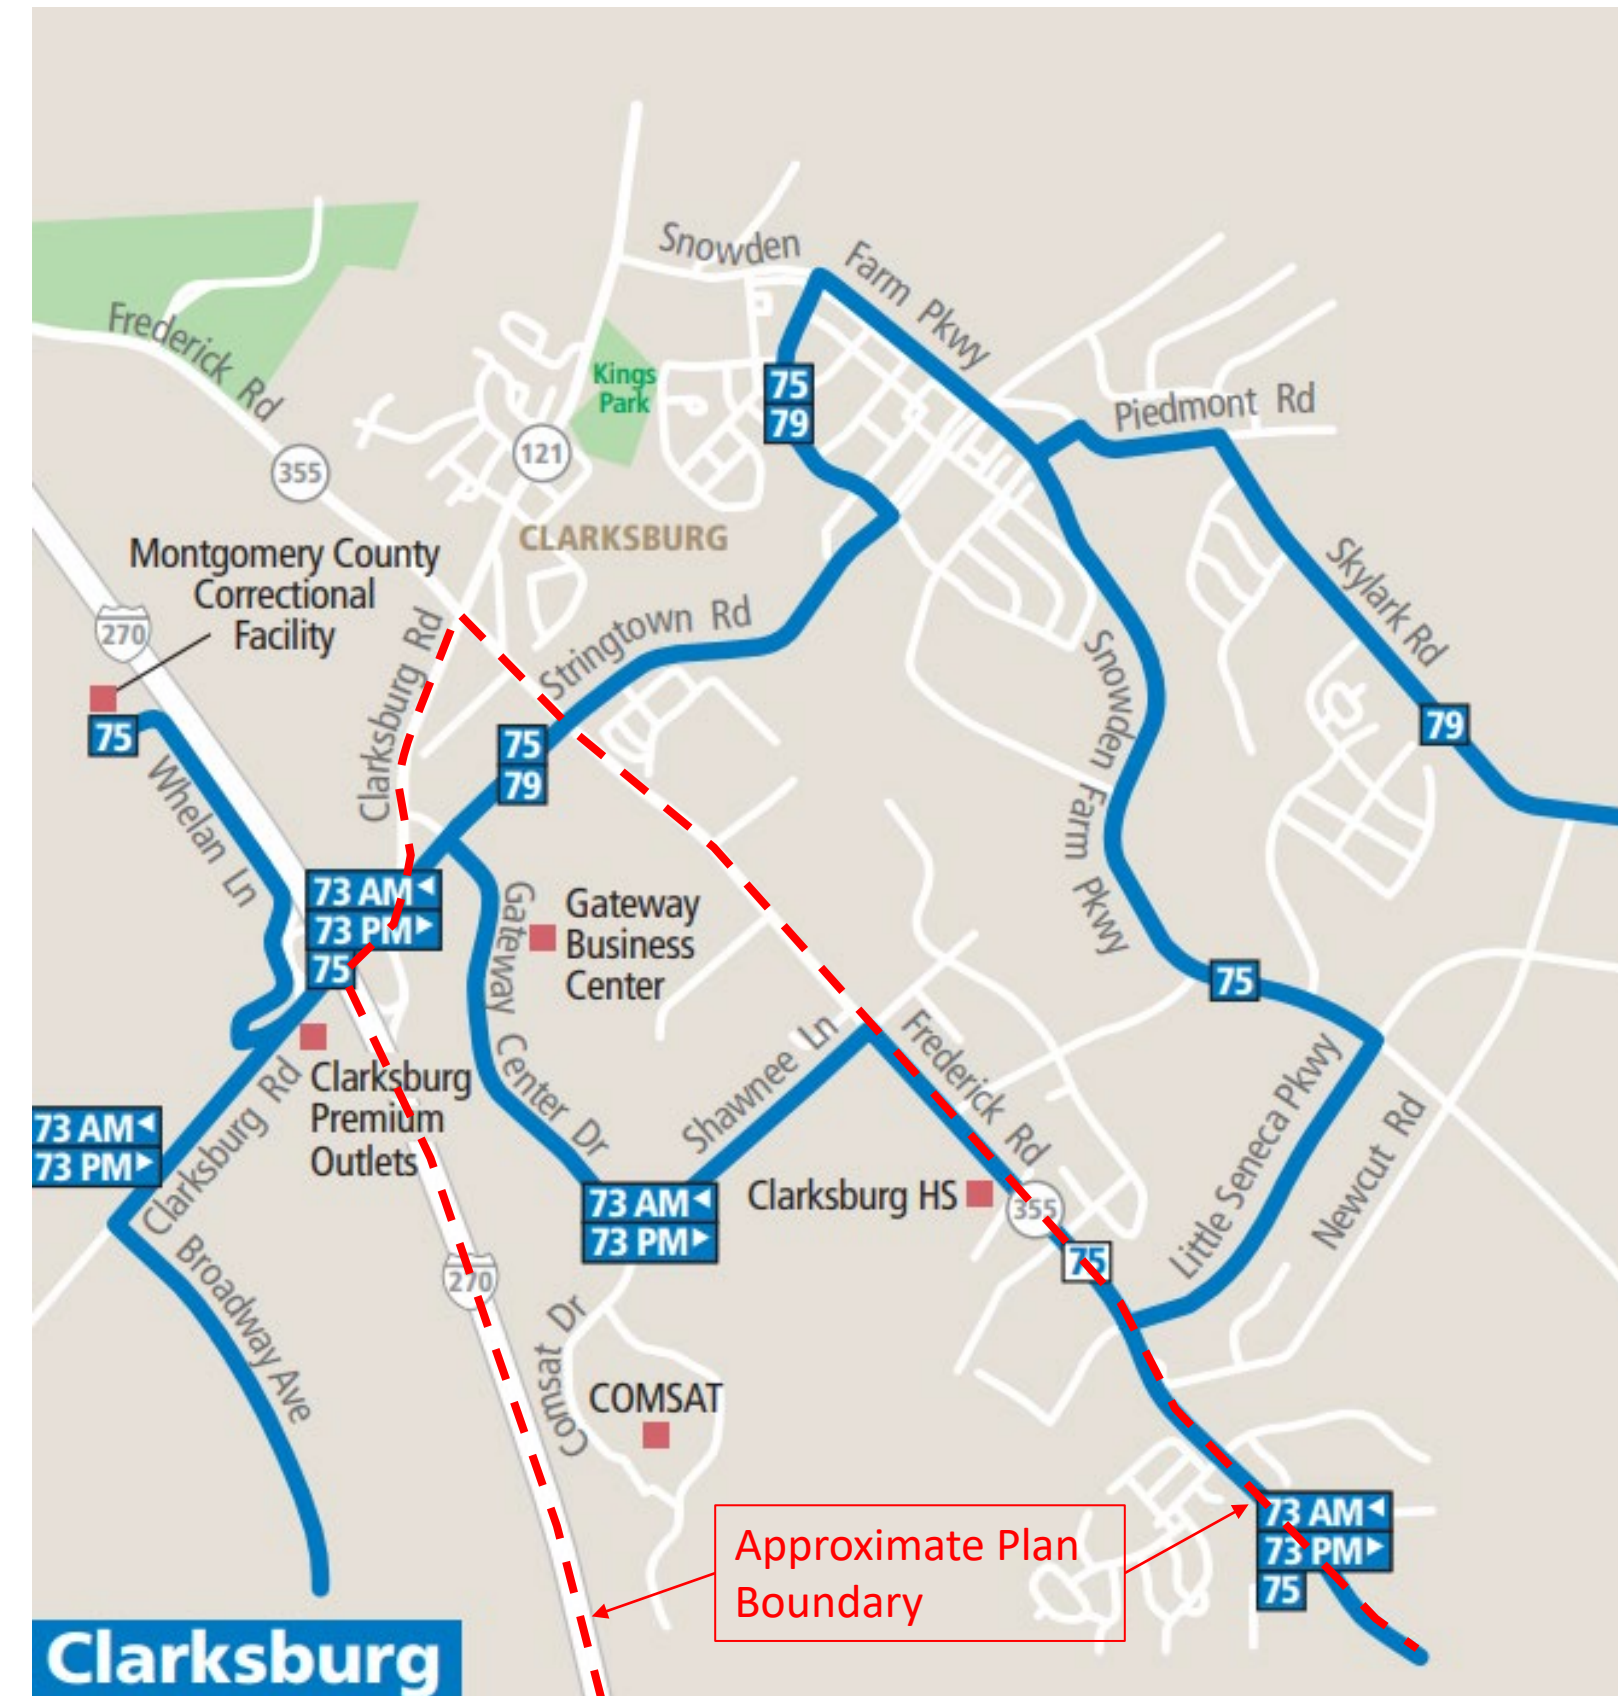 Snowden
Farm Pkwy
Frederick Rd
Kings
Park
75
79
Piedmont Rd
121
355
CLARKSBURG
Montgomery County
Correctional
Facility
270
Skylark Rd
Stringtown Rd
Clarksburg Rd
Snowden Farm Pkwy
75
75
79
79
Whelan Ln
73 AM
73 PM
75
Gateway Center Dr
Gateway
Business
Center
75
Clarksburg
Premium
Outlets
Shawnee Ln
Frederick Rd
Little Seneca Pkwy
Newcut Rd
73 AM
73 PM
Clarksburg Rd
73 AM
73 PM
Clarksburg HS
355
75
Broadway Ave
270
Comsat Dr
COMSAT
Approximate Plan
Boundary
73 AM
73 PM
75
Clarksburg